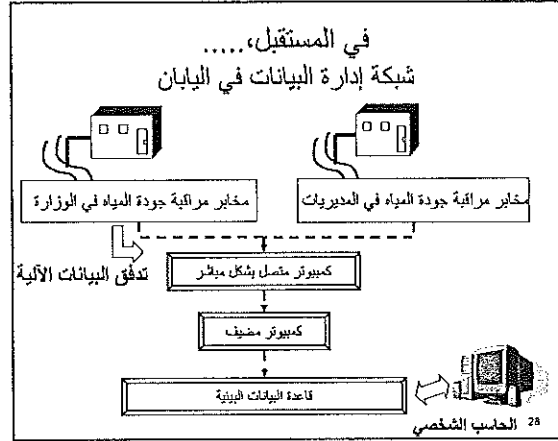 في المستقبل،.....
شبكة إدارة البيانات في اليابان
مخابر مراقبة جودة المياه في المديريات
مخابر مراقبة جودة المياه في الوزارة
تدفق البيانات الآلية
كمبيوتر متصل بشكل مباشر
كمبيوتر مضيف
قاعدة البيانات البيئية
الحاسب الشخصي
28